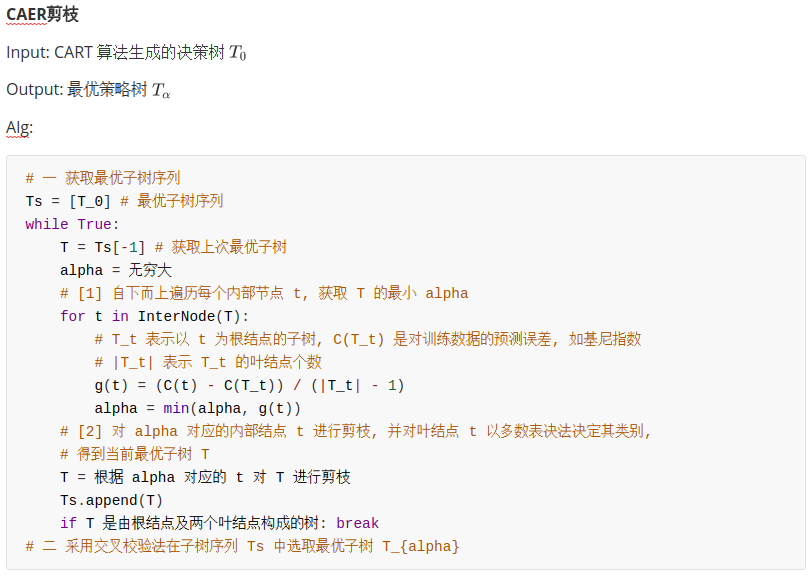 CAER剪枝
Input: CART 算法生成的决策树 T_0
Output: 最优策略树 T_α
Alg:
# 一 获取最优子树序列
Ts = [T_0] # 最优子树序列
while True:
    T = Ts[-1] # 获取上次最优子树
    alpha = 无穷大
    # [1] 自下而上遍历每个内部节点 t, 获取 T 的最小 alpha
    for t in InterNode(T):
        # T_t 表示以 t 为根结点的子树, C(T_t) 是对训练数据的预测误差, 如基尼指数
        # |T_t| 表示 T_t 的叶结点个数
        g(t) = (C(t) - C(T_t)) / (|T_t| - 1)
        alpha = min(alpha, g(t))
    # [2] 对 alpha 对应的内部结点 t 进行剪枝, 并对叶结点 t 以多数表决法决定其类别,
    # 得到当前最优子树 T
    T = 根据 alpha 对应的 t 对 T 进行剪枝
    Ts.append(T)
    if T 是由根结点及两个叶结点构成的树: break
# 二 采用交叉校验法在子树序列 Ts 中选取最优子树 T_{alpha}